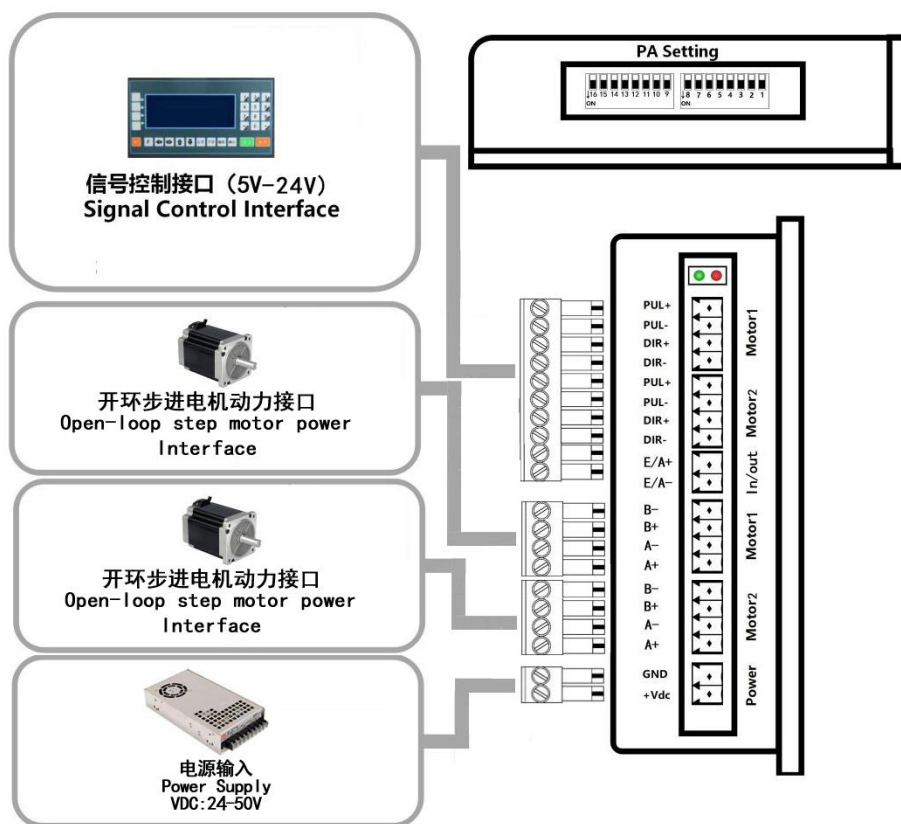 信号控制接口（5V-24V）
Signal Control Interface
开环步进电机动力接口
Open-loop step motor power
Interface
开环步进电机动力接口
Open-loop step motor power
Interface
电源输入
Power Supply
VDC:24-50V
PA Setting
16 15 14 13 12 11 10 9
ON
8 7 6 5 4 3 2 1
ON
PUL+
PUL-
DIR+
DIR-
Motor1
PUL+
PUL-
DIR+
DIR-
Motor2
E/A+
E/A-
In/out
B-
B+
A-
A+
Motor1
B-
B+
A-
A+
Motor2
GND
+Vdc
Power